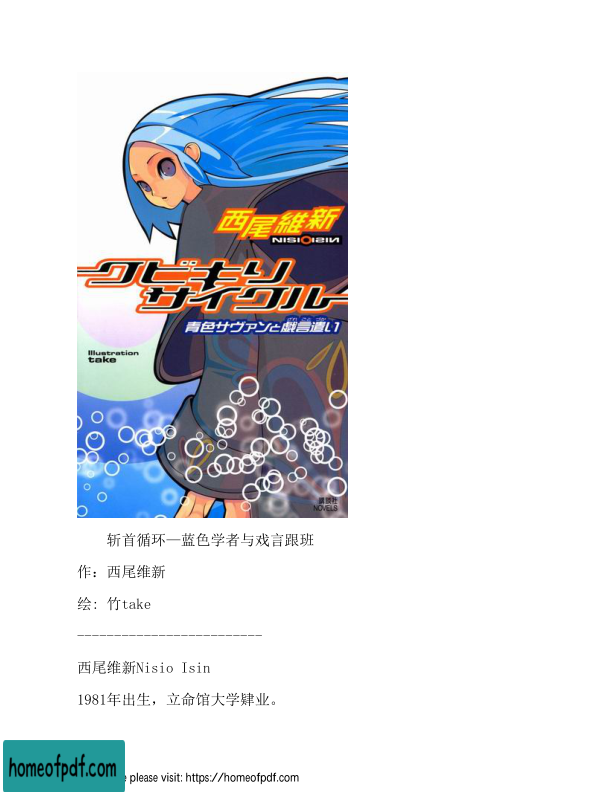 西尾維新
NISIOISIN
クビキリ
サイクル
青色サヴァンと戯言遣い
Illustration
take
講談社
NOVELS
斩首循环—蓝色学者与戏言跟班
作：西尾维新
绘：竹take
-------------------------
西尾维新Nisio Isin
1981年出生，立命馆大学肄业。
homeofpdf.com
e please visit: https://homeofpdf.com